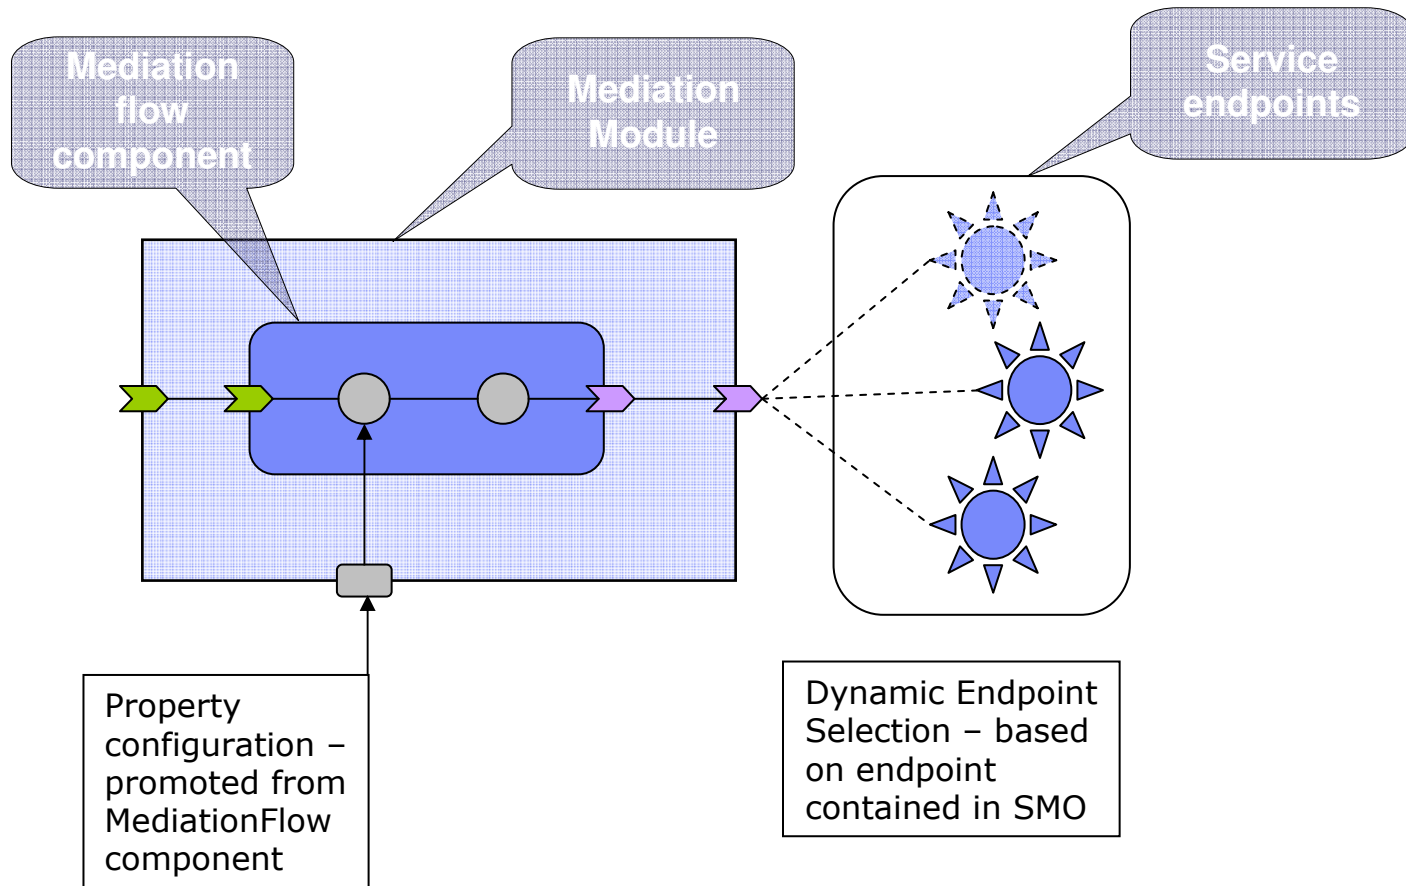 Mediation
flow
component
Mediation
Module
Service
endpoints
Property
configuration –
promoted from
MediationFlow
component
Dynamic Endpoint
Selection – based
on endpoint
contained in SMO